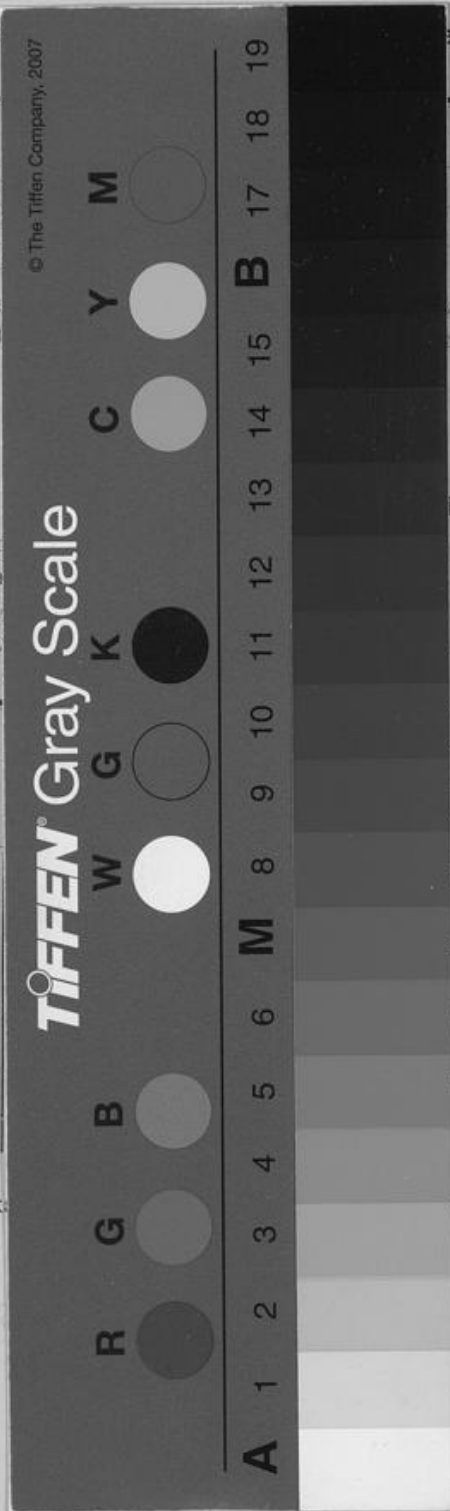 © The Tiffen Company, 2007
TIFFEN® Gray Scale
R G B W G K C Y M
A 1 2 3 4 5 6 M 8 9 10 11 12 13 14 15 B 17 18 19